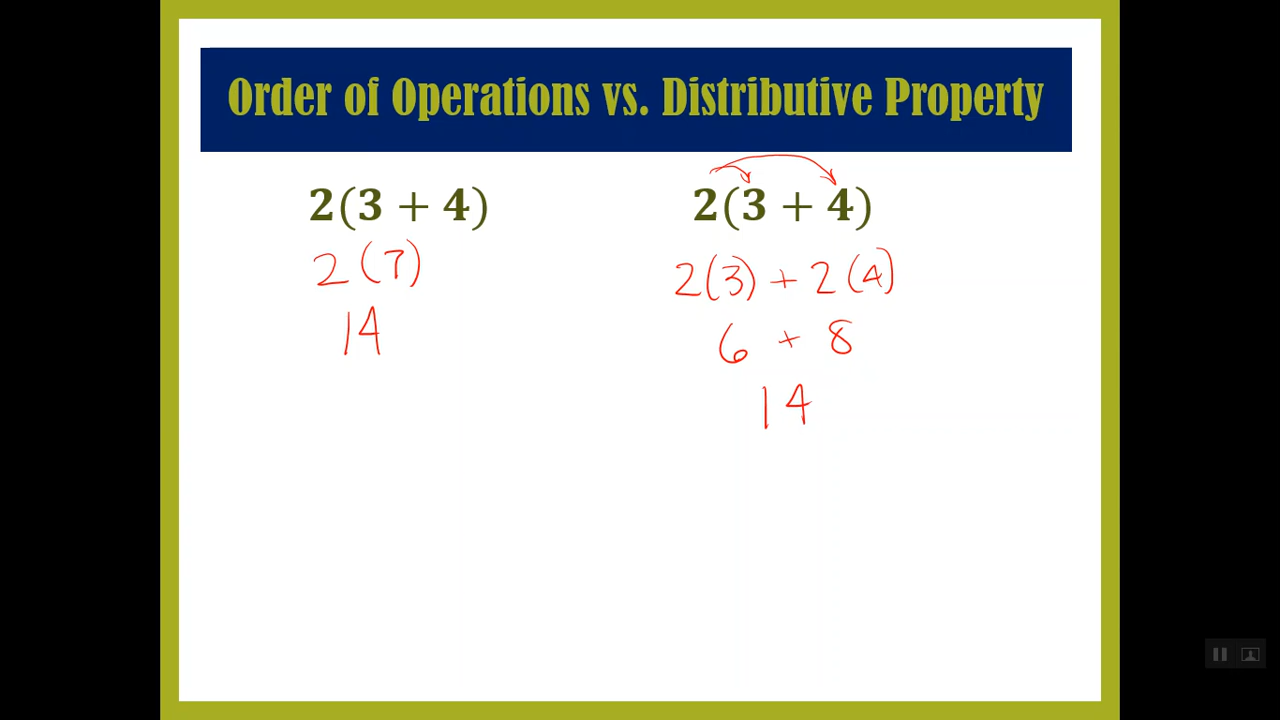 Order of Operations vs. Distributive Property
2(3 + 4)
2(7)
14
2(3 + 4)
2(3) + 2(4)
6 + 8
14